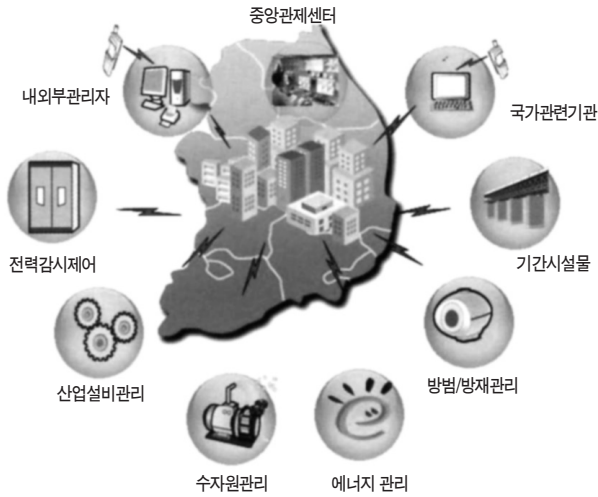 중앙관제센터
내외부관리자
국가관련기관
전력감시제어
기간시설물
산업설비관리
방범/방재관리
수자원관리
에너지 관리